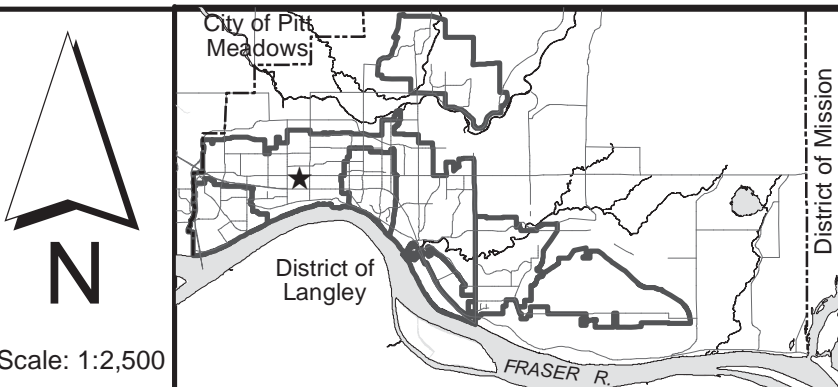 City of Pitt
Meadows
N
Scale: 1:2,500
District of
Langley
District of Mission
FRASER R.